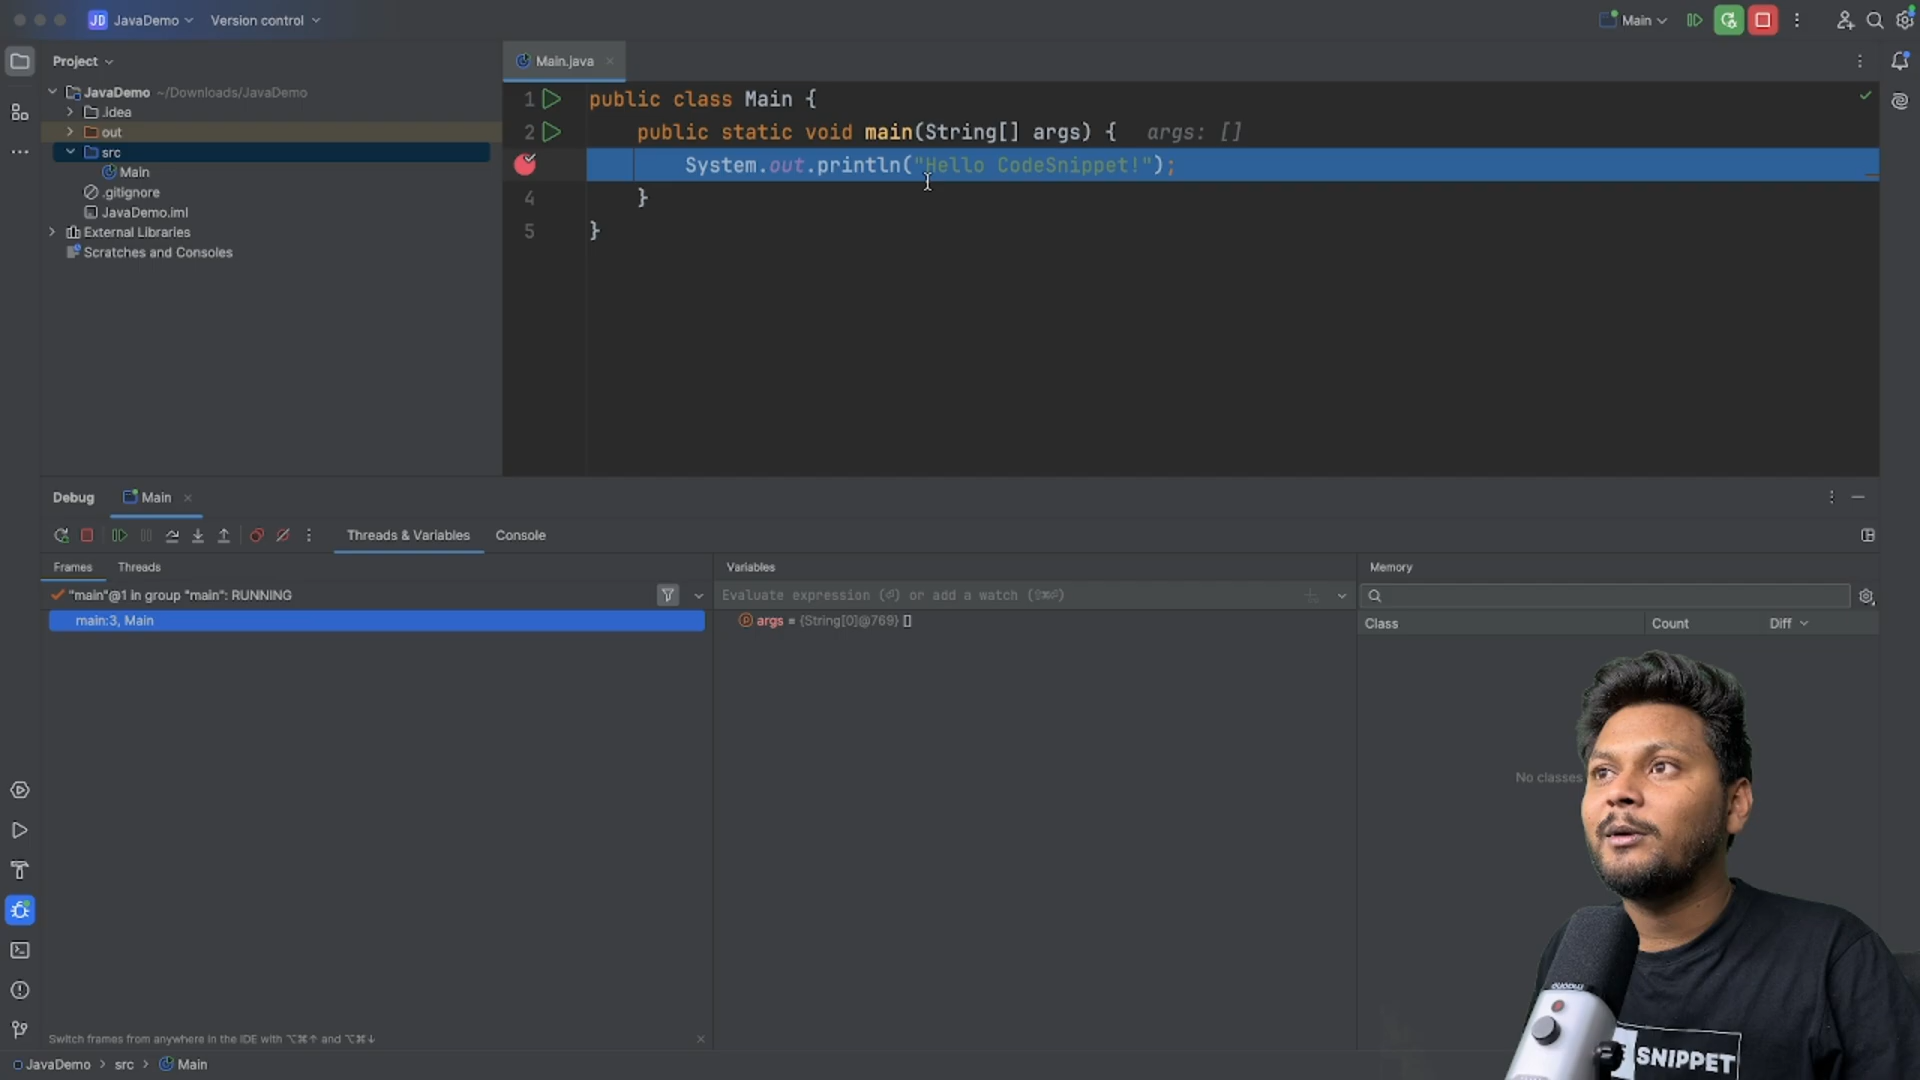 JD JavaDemo Version control Main
Project
Main.java
JavaDemo ~/Downloads/JavaDemo
.idea
out
src
Main
.gitignore
JavaDemo.iml
External Libraries
Scratches and Consoles
1 public class Main {
2 public static void main(String[] args) { args: []
System.out.println("Hello CodeSnippet!");
4 }
5 }
Debug Main
Threads & Variables Console
Frames Threads Variables Memory
"main"@1 in group "main": RUNNING
Evaluate expression (⏎) or add a watch (⇧⌘⏎)
main:3, Main
args = {String[0]@769} []
Class Count Diff
No classes
SNIPPET
Switch frames from anywhere in the IDE with ⌥⌘↑ and ⌥⌘↓
JavaDemo > src > Main